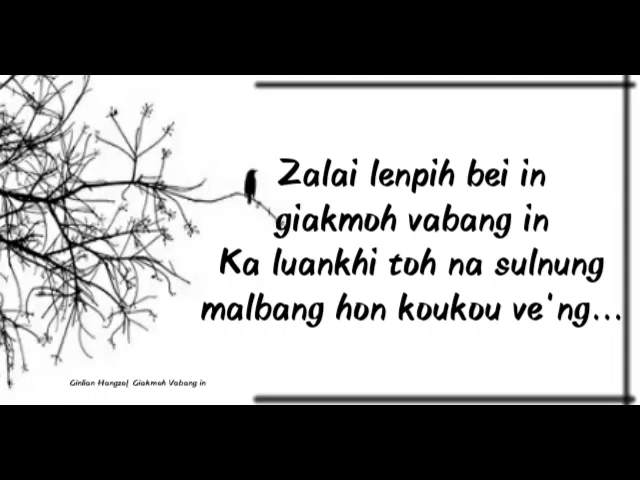 Zalai lenpih bei in
giakmoh vabang in
Ka luankhi toh na sulnung
malbang hon koukou ve'ng...
Ginlian Hangzo| Giakmoh Vabang in